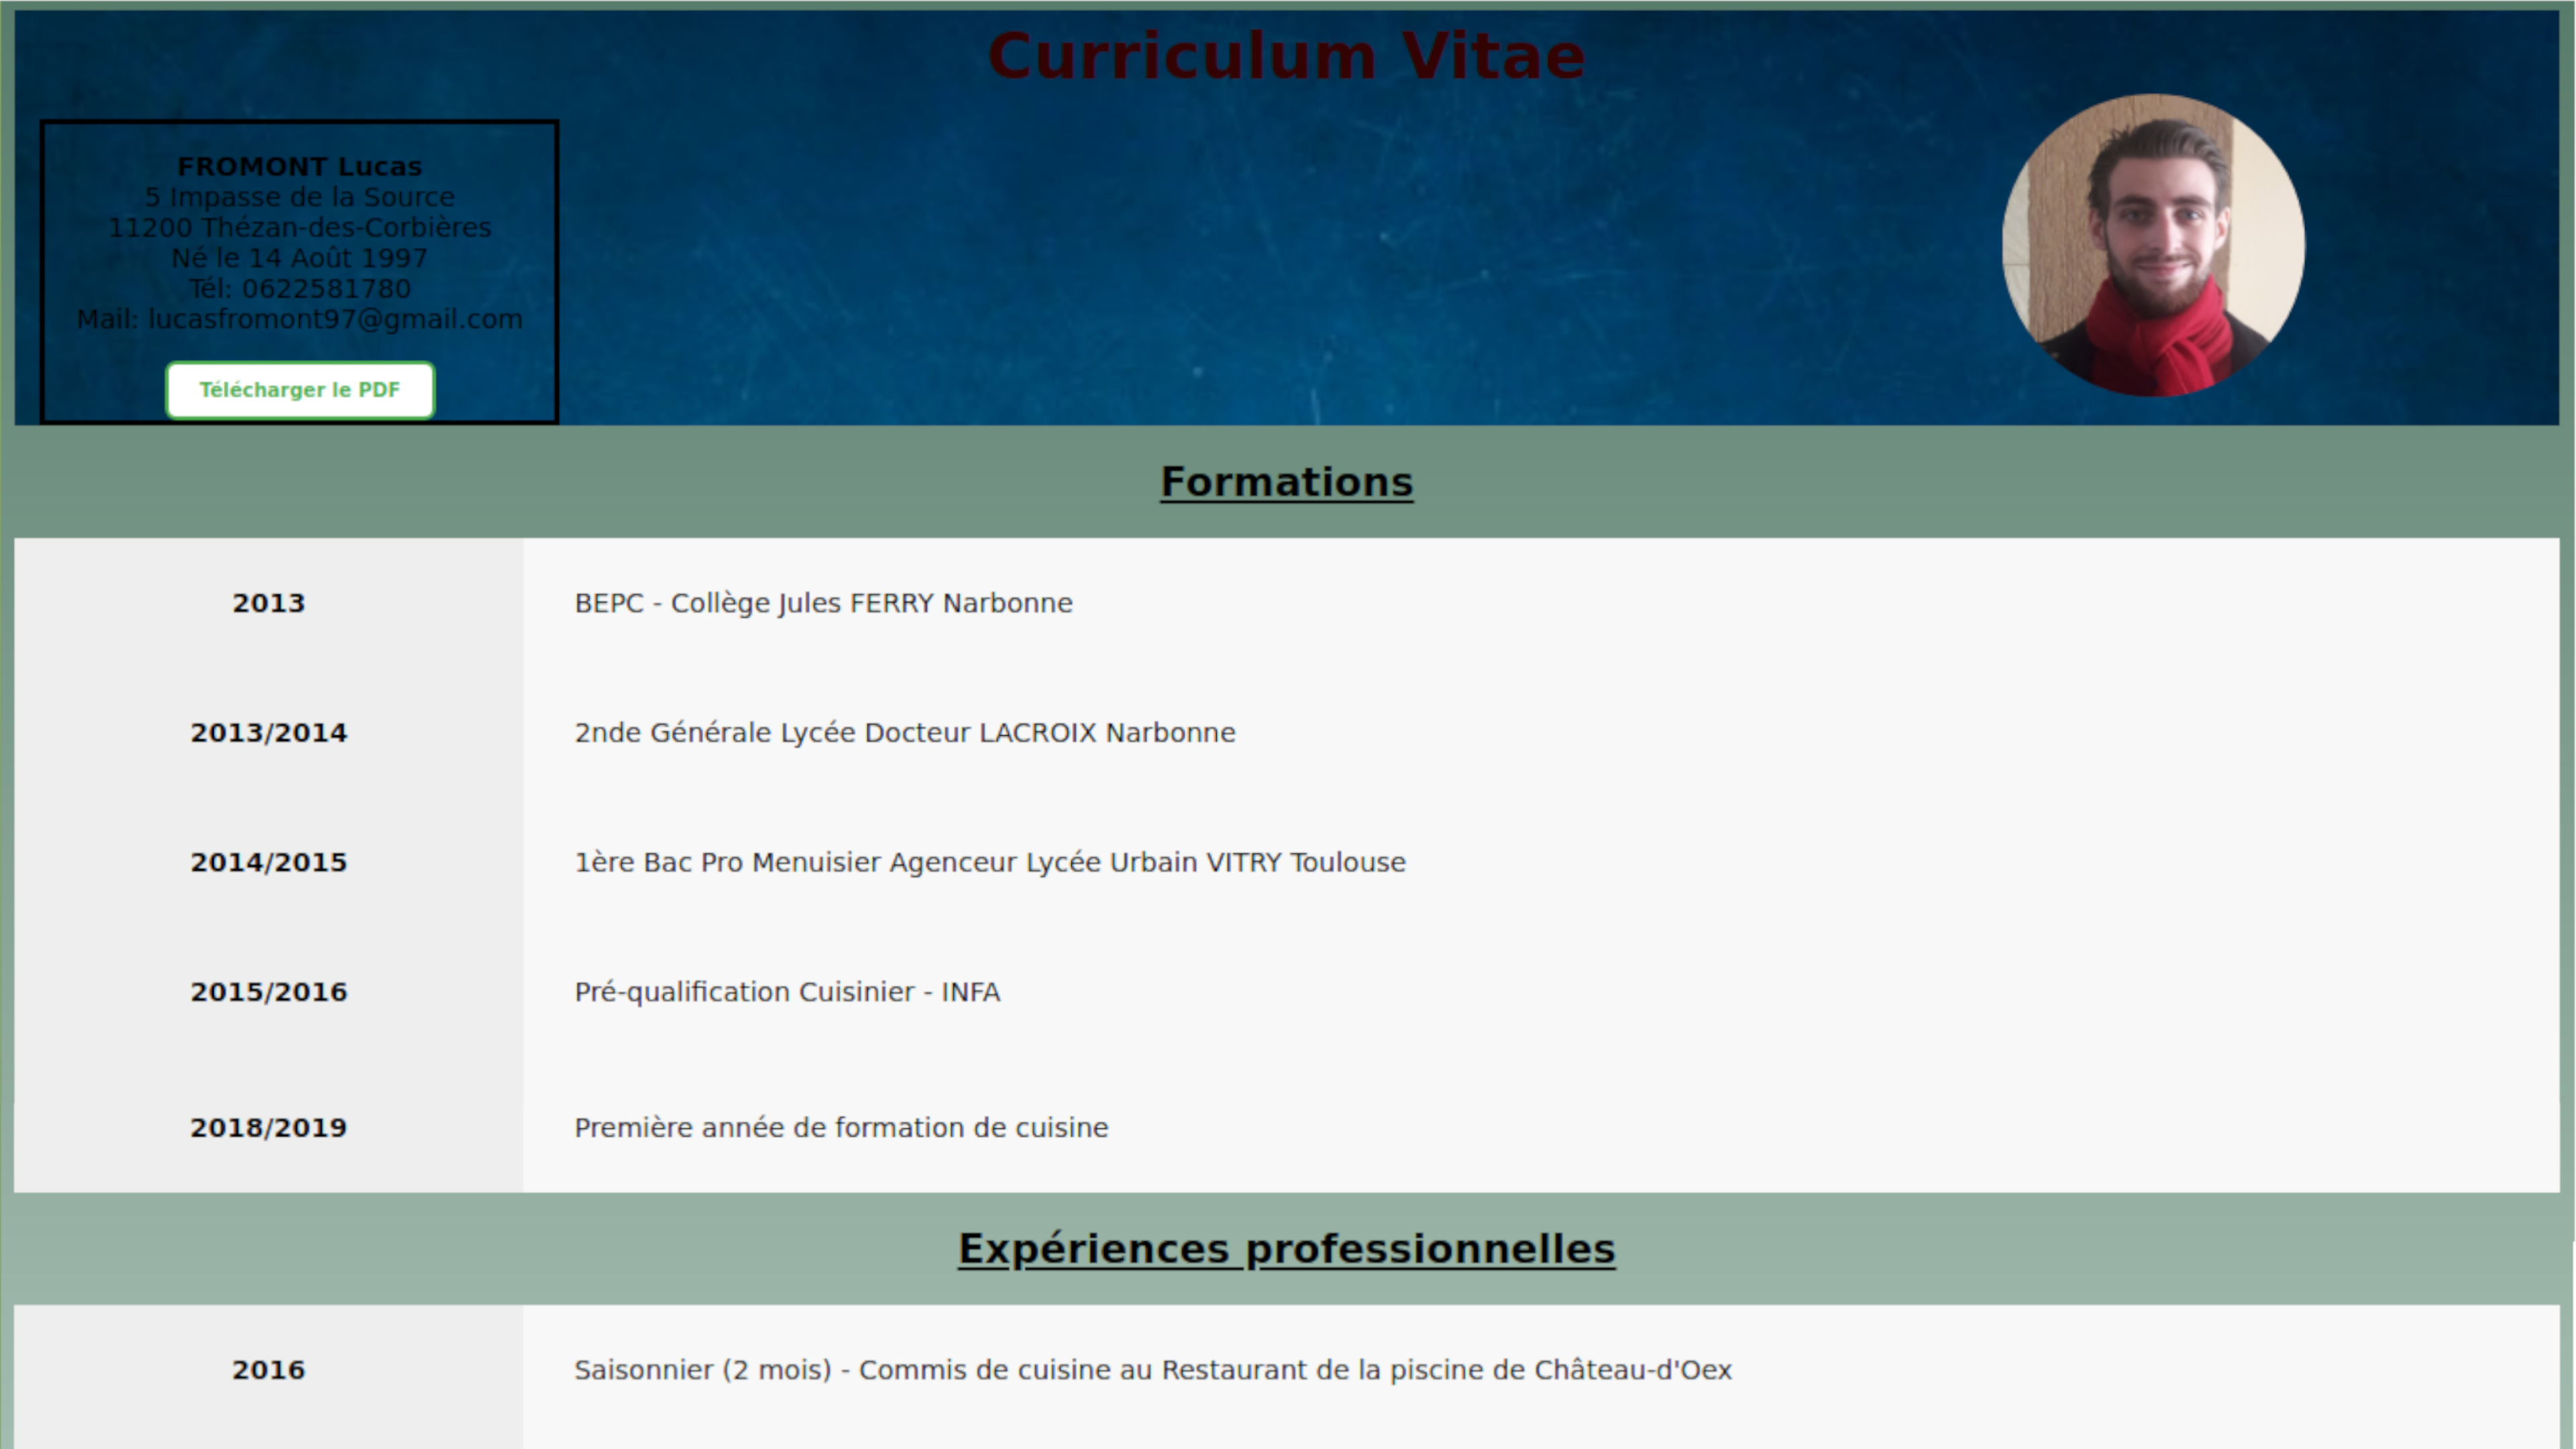 Curriculum Vitae
FROMONT Lucas
5 Impasse de la Source
11200 Thézan-des-Corbières
Né le 14 Août 1997
Tél: 0622581780
Mail: lucasfromont97@gmail.com
Télécharger le PDF
Formations
2013 BEPC - Collège Jules FERRY Narbonne
2013/2014 2nde Générale Lycée Docteur LACROIX Narbonne
2014/2015 1ère Bac Pro Menuisier Agenceur Lycée Urbain VITRY Toulouse
2015/2016 Pré-qualification Cuisinier - INFA
2018/2019 Première année de formation de cuisine
Expériences professionnelles
2016 Saisonnier (2 mois) - Commis de cuisine au Restaurant de la piscine de Château-d'Oex